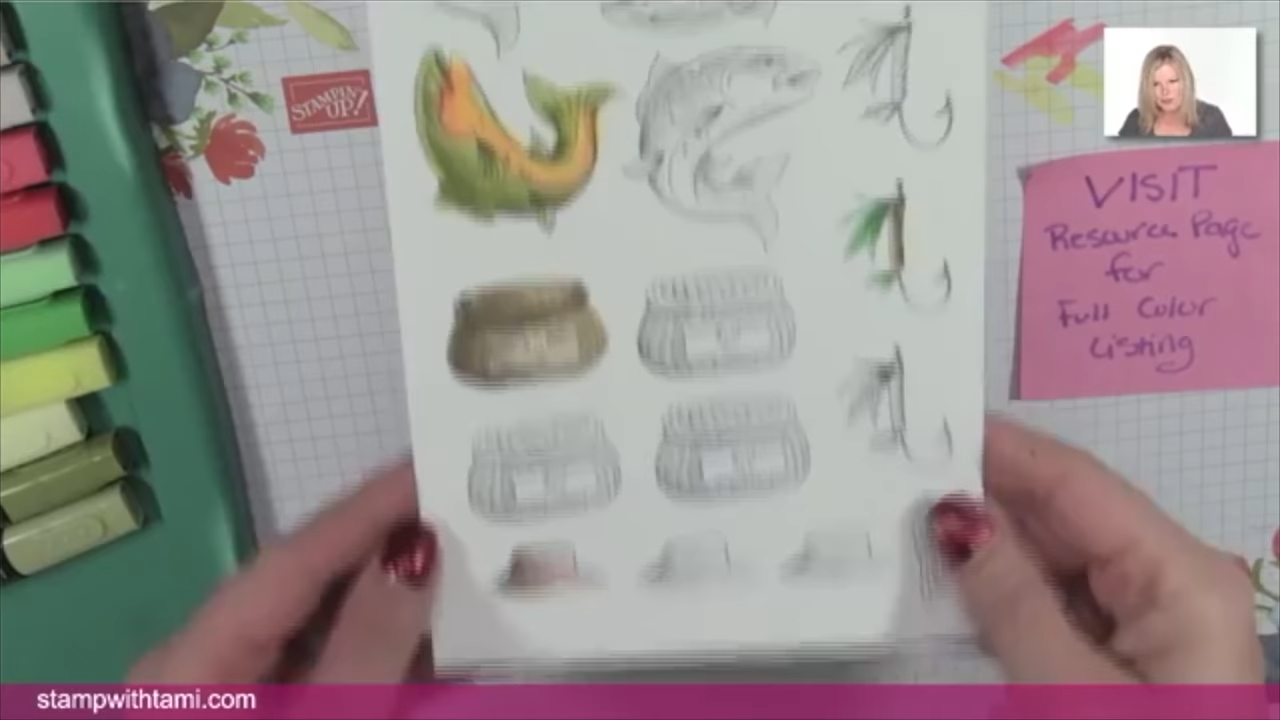 STAMPIN' UP!
VISIT
Resource Page
for
Full Color
Listing
stampwithtami.com